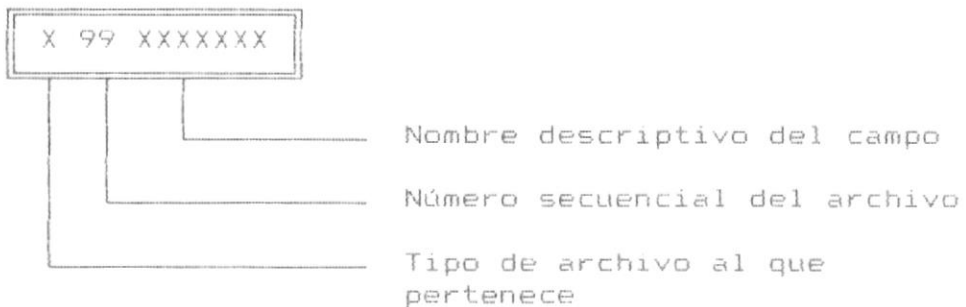 X 99 XXXXXXX
Nombre descriptivo del campo
Número secuencial del archivo
Tipo de archivo al que
pertenece